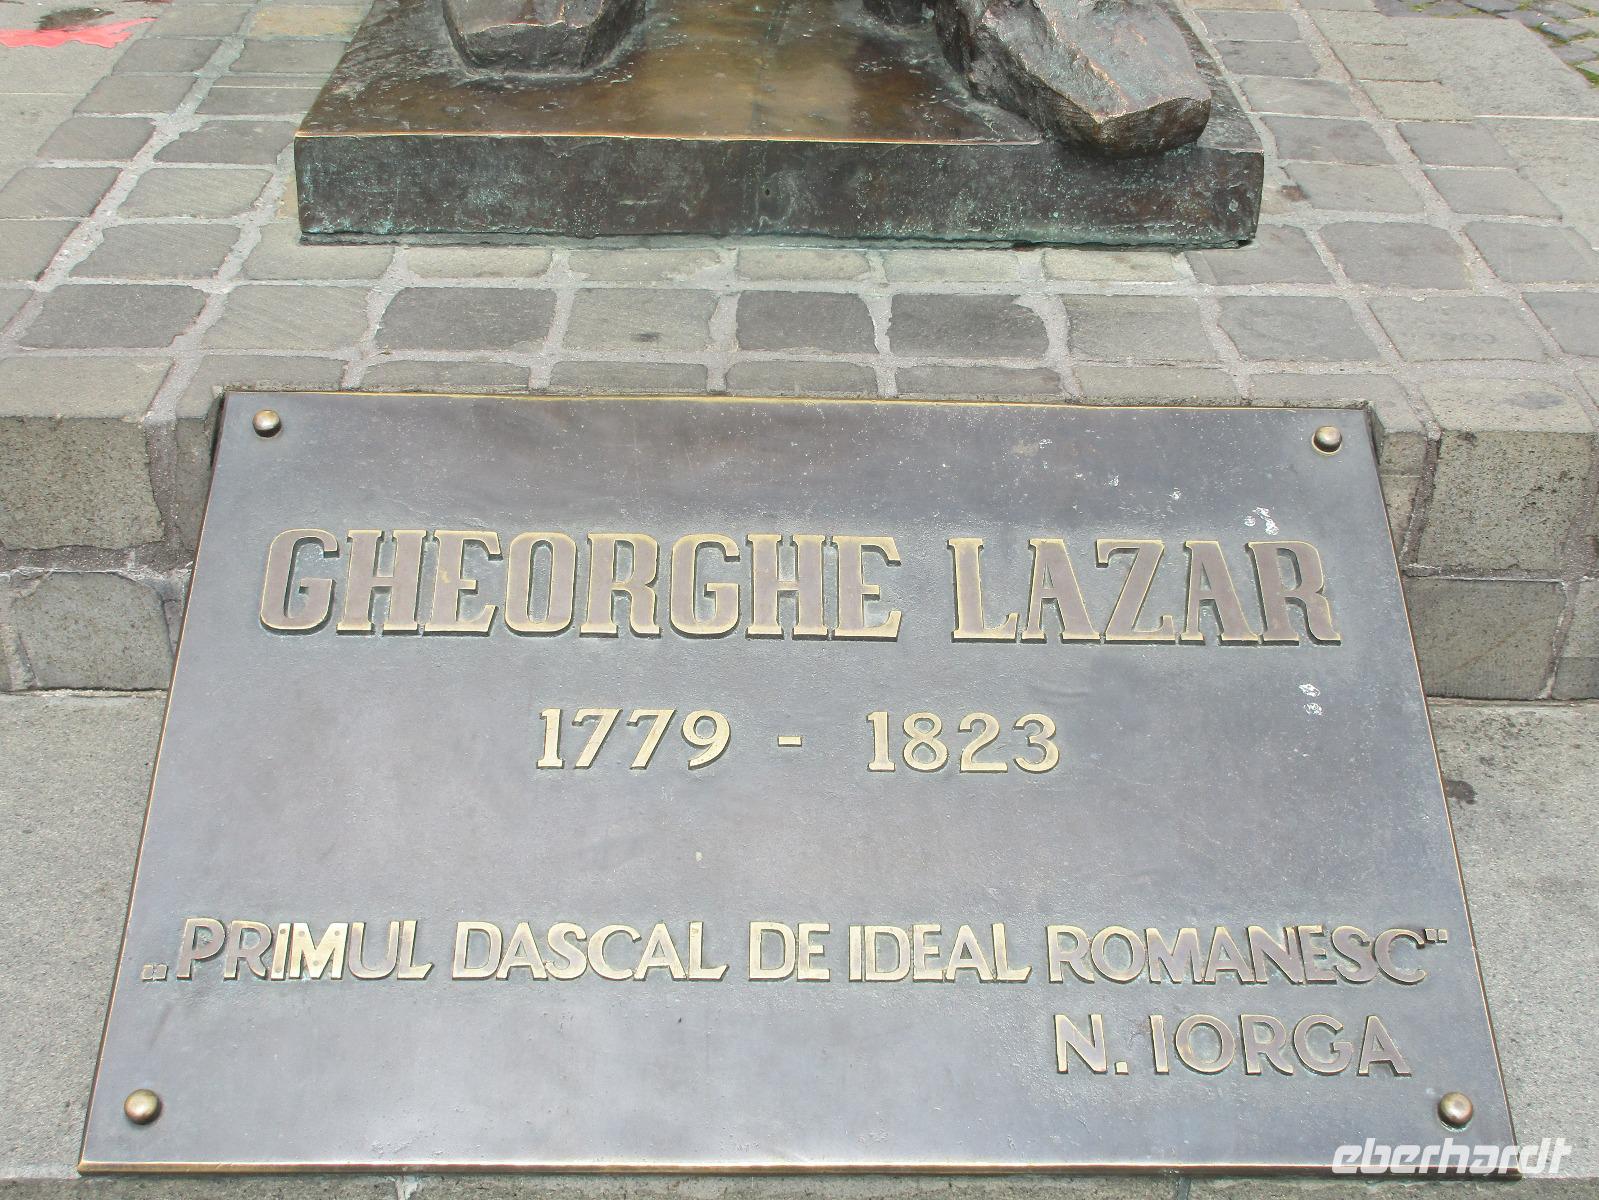 GHEORGHE LAZAR
1779 - 1823
„PRIMUL DASCAL DE IDEAL ROMANESC"
N. IORGA
eberhardt